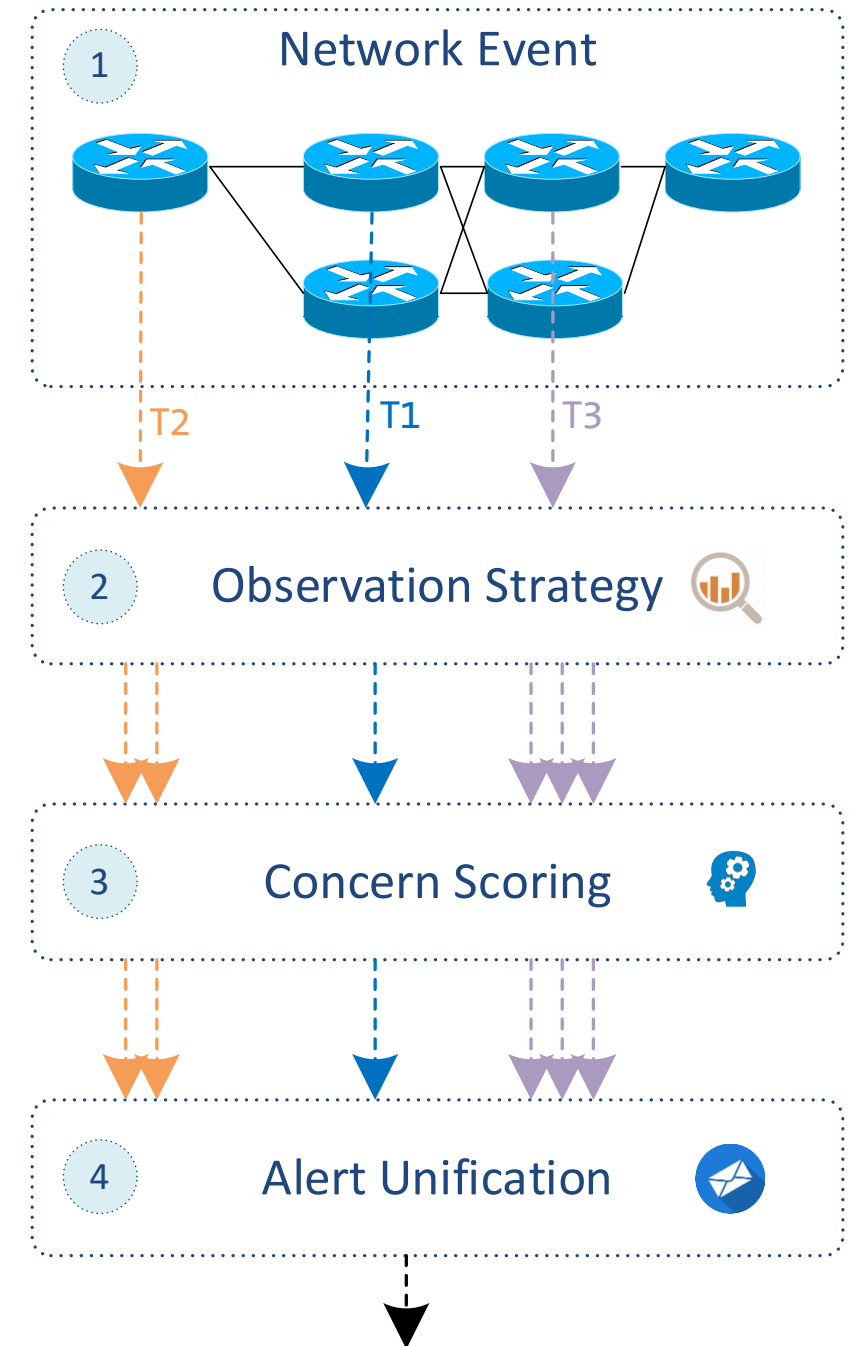 1
Network Event
T2
T1
T3
2
Observation Strategy
3
Concern Scoring
4
Alert Unification